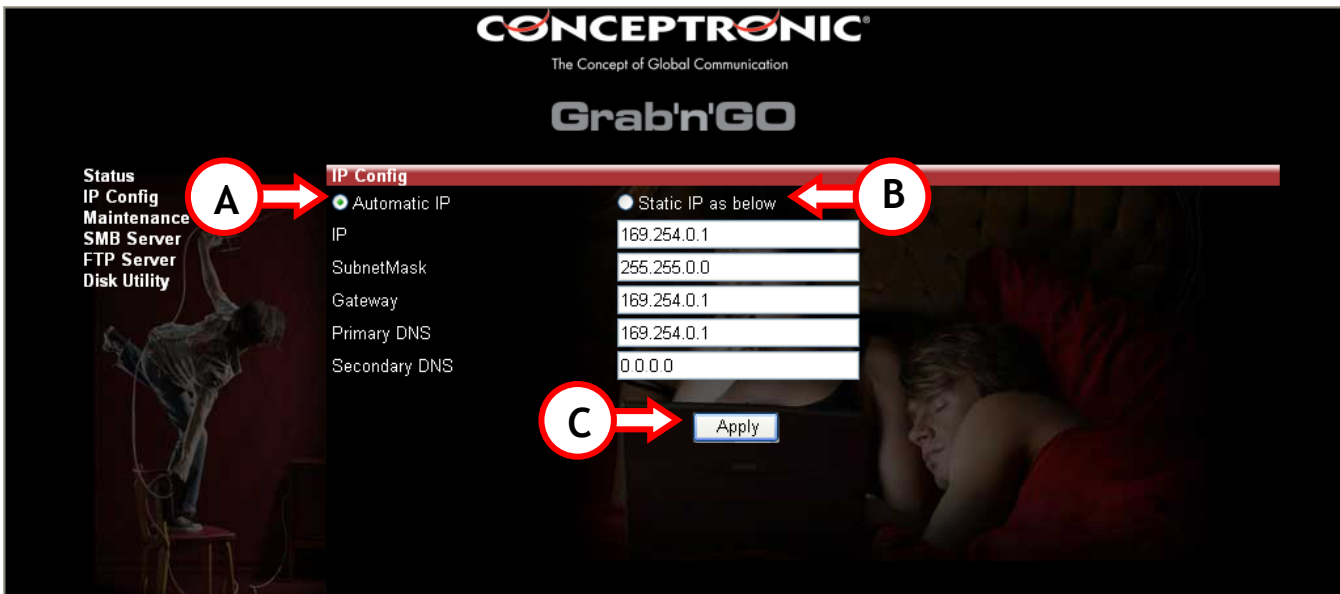 CONCEPTRONIC®
The Concept of Global Communication
Grab'n'GO
Status
IP Config
Maintenance
SMB Server
FTP Server
Disk Utility
A
IP Config
B
Automatic IP
Static IP as below
IP
169.254.0.1
SubnetMask
255.255.0.0
Gateway
169.254.0.1
Primary DNS
169.254.0.1
Secondary DNS
0.0.0.0
C
Apply